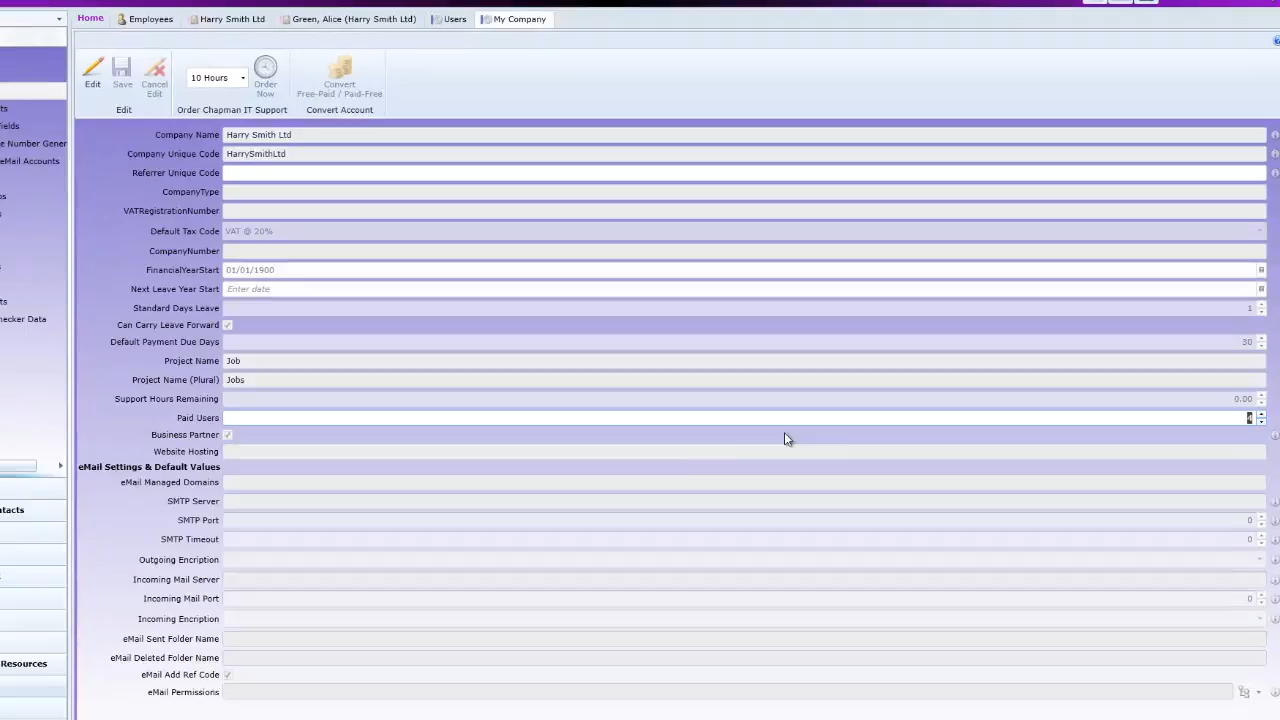 Home Employees Harry Smith Ltd Green, Alice (Harry Smith Ltd) Users My Company
Edit Save Cancel Edit 10 Hours Order Now Convert Free-Paid / Paid-Free
Edit Order Chapman IT Support Convert Account
Company Name Harry Smith Ltd
Company Unique Code HarrySmithLtd
Referrer Unique Code
CompanyType
VATRegistrationNumber
Default Tax Code VAT @ 20%
CompanyNumber
FinancialYearStart 01/01/1900
Next Leave Year Start Enter date
Standard Days Leave 1
Can Carry Leave Forward
Default Payment Due Days 30
Project Name Job
Project Name (Plural) Jobs
Support Hours Remaining 0.00
Paid Users
Business Partner
Website Hosting
eMail Settings & Default Values
eMail Managed Domains
SMTP Server
SMTP Port 0
SMTP Timeout 0
Outgoing Encription
Incoming Mail Server
Incoming Mail Port 0
Incoming Encription
eMail Sent Folder Name
eMail Deleted Folder Name
eMail Add Ref Code
eMail Permissions
ts
ields
e Number Gener
eMail Accounts
os
s
s
ts
hecker Data
tacts
Resources